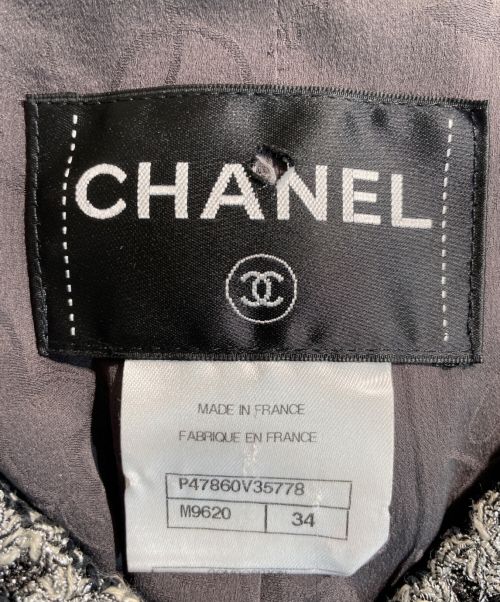 CHANEL
MADE IN FRANCE
FABRIQUE EN FRANCE
P47860V35778
M9620 34